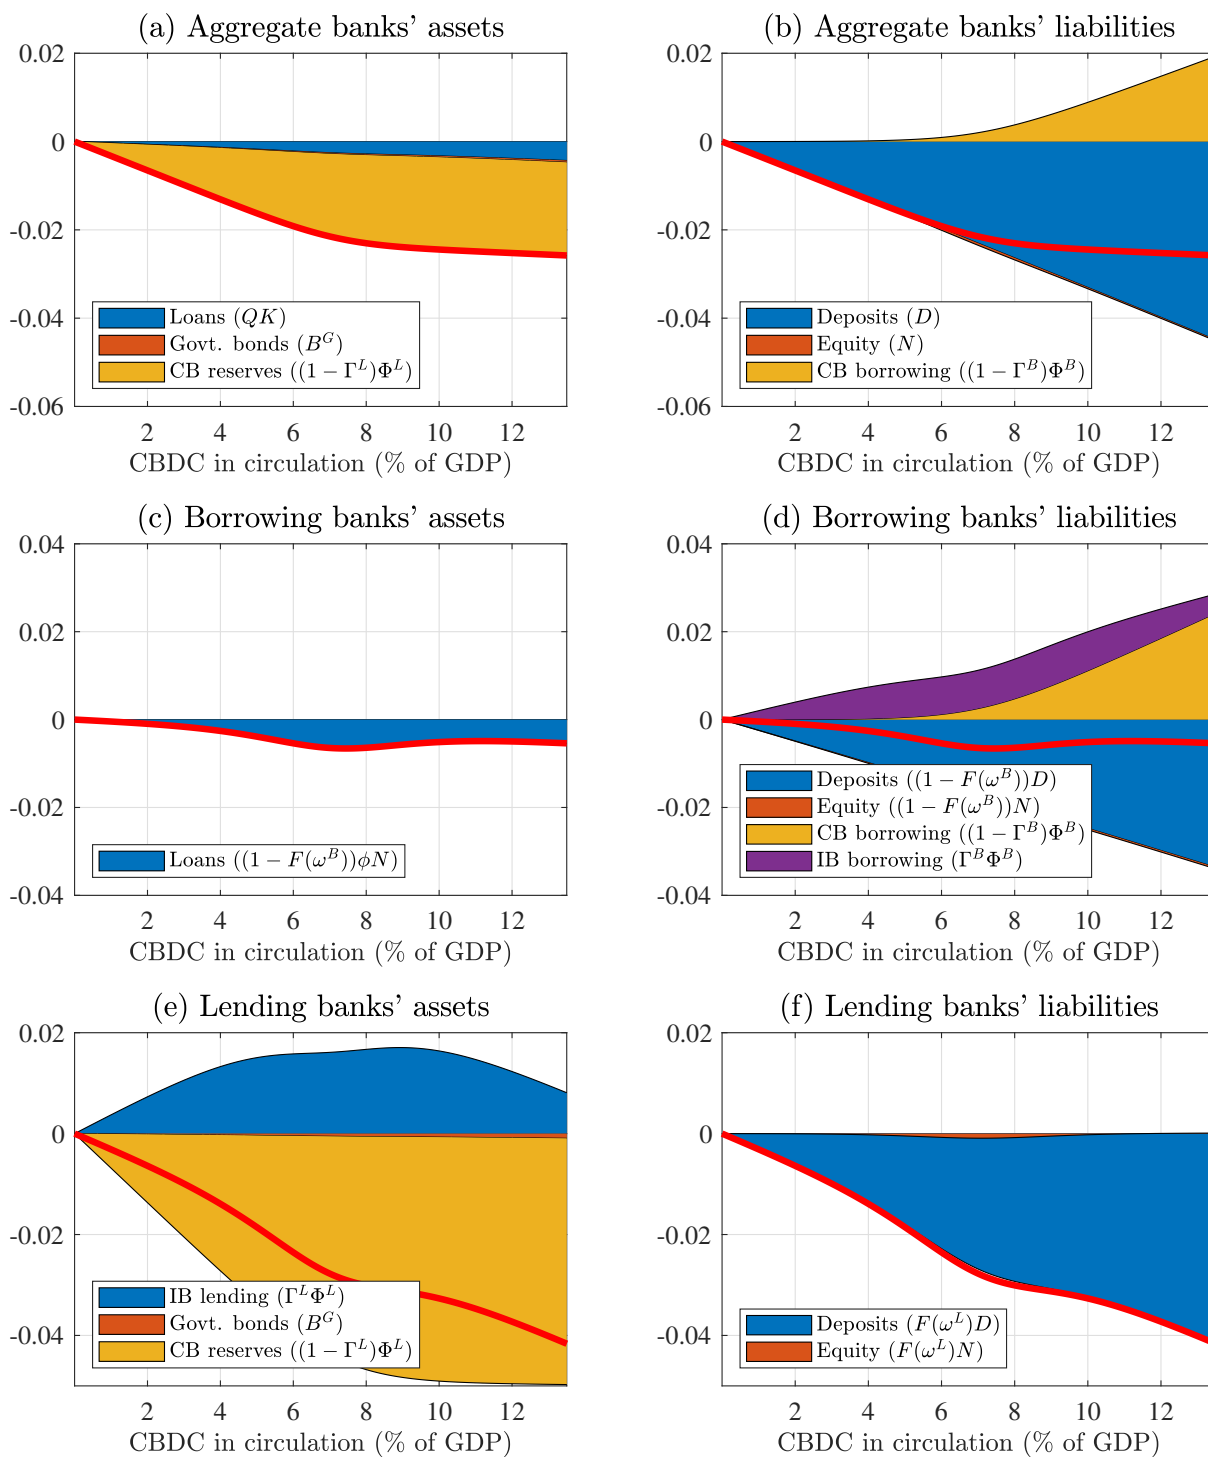 (a) Aggregate banks' assets
0.02
0
-0.02
-0.04
-0.06
Loans (QK)
Govt. bonds (B^G)
CB reserves ((1 − Γ^L)Φ^L)
2 4 6 8 10 12
CBDC in circulation (% of GDP)
(b) Aggregate banks' liabilities
0.02
0
-0.02
-0.04
-0.06
Deposits (D)
Equity (N)
CB borrowing ((1 − Γ^B)Φ^B)
2 4 6 8 10 12
CBDC in circulation (% of GDP)
(c) Borrowing banks' assets
0.04
0.02
0
-0.02
-0.04
Loans ((1 − F(ω^B))ϕN)
2 4 6 8 10 12
CBDC in circulation (% of GDP)
(d) Borrowing banks' liabilities
0.04
0.02
0
-0.02
-0.04
Deposits ((1 − F(ω^B))D)
Equity ((1 − F(ω^B))N)
CB borrowing ((1 − Γ^B)Φ^B)
IB borrowing (Γ^BΦ^B)
2 4 6 8 10 12
CBDC in circulation (% of GDP)
(e) Lending banks' assets
0.02
0
-0.02
-0.04
IB lending (Γ^LΦ^L)
Govt. bonds (B^G)
CB reserves ((1 − Γ^L)Φ^L)
2 4 6 8 10 12
CBDC in circulation (% of GDP)
(f) Lending banks' liabilities
0.02
0
-0.02
-0.04
Deposits (F(ω^L)D)
Equity (F(ω^L)N)
2 4 6 8 10 12
CBDC in circulation (% of GDP)